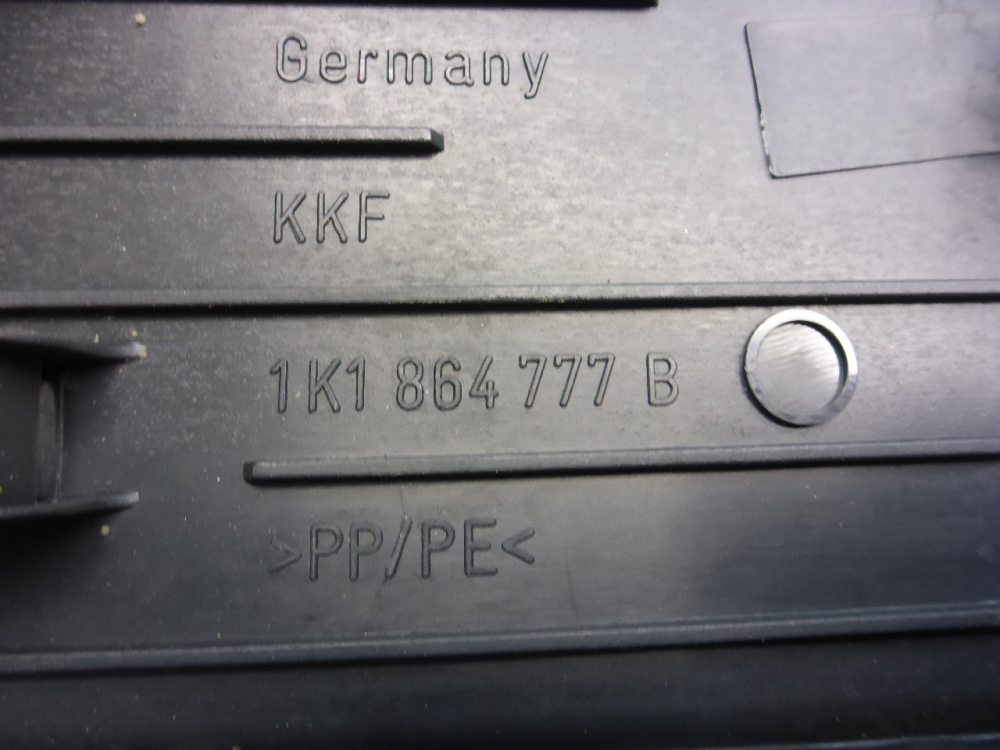 Germany
KKF
1K1 864 777 B
>PP/PE<